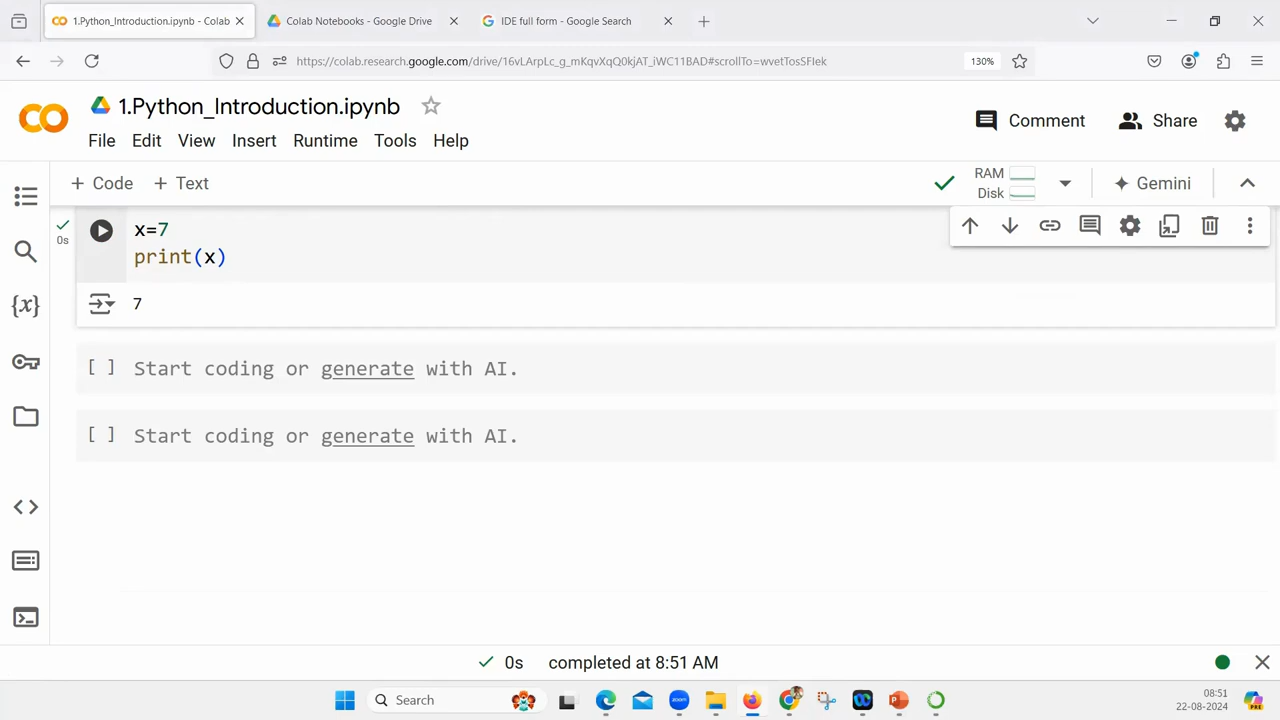 1.Python_Introduction.ipynb - Colab
Colab Notebooks - Google Drive
IDE full form - Google Search
https://colab.research.google.com/drive/16vLArpLc_g_mKqvXqQ0kjAT_iWC11BAD#scrollTo=wvetTosSFIek
130%
1.Python_Introduction.ipynb
File Edit View Insert Runtime Tools Help
Comment
Share
+ Code + Text
RAM
Disk
Gemini
0s
x=7
print(x)
7
[ ] Start coding or generate with AI.
[ ] Start coding or generate with AI.
{x}
0s completed at 8:51 AM
Search
08:51
22-08-2024